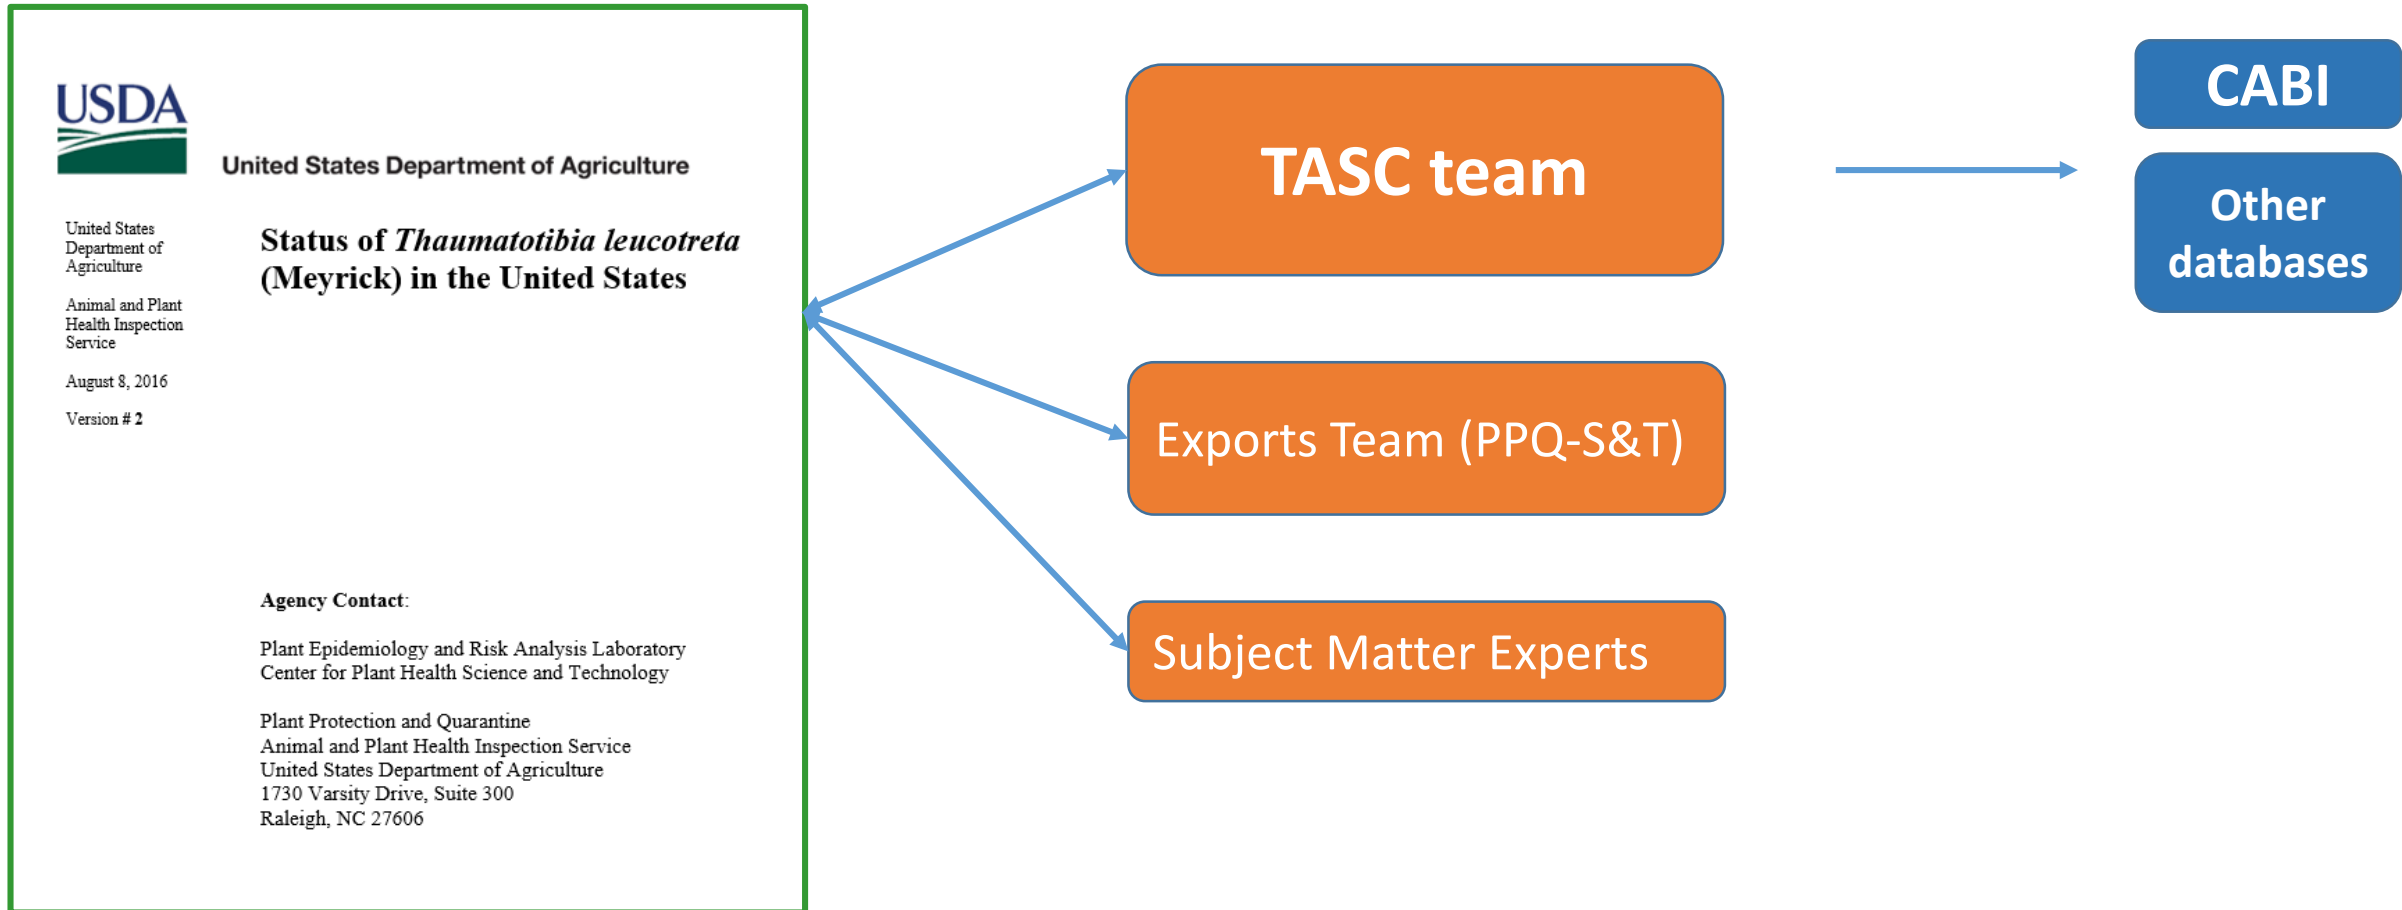 USDA
United States Department of Agriculture
United States
Department of
Agriculture
Animal and Plant
Health Inspection
Service
August 8, 2016
Version # 2
Status of Thaumatotibia leucotreta
(Meyrick) in the United States
Agency Contact:
Plant Epidemiology and Risk Analysis Laboratory
Center for Plant Health Science and Technology
Plant Protection and Quarantine
Animal and Plant Health Inspection Service
United States Department of Agriculture
1730 Varsity Drive, Suite 300
Raleigh, NC 27606
TASC team
Exports Team (PPQ-S&T)
Subject Matter Experts
CABI
Other
databases